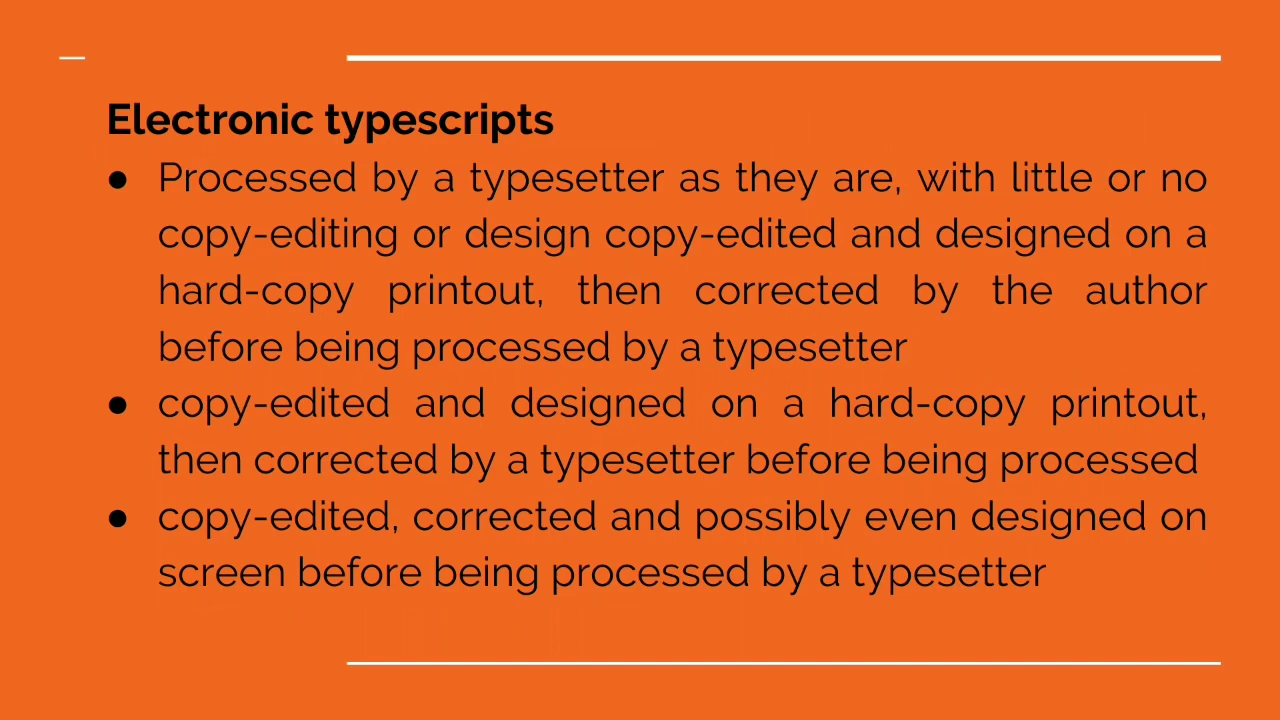 Electronic typescripts
● Processed by a typesetter as they are, with little or no
copy-editing or design copy-edited and designed on a
hard-copy printout, then corrected by the author
before being processed by a typesetter
● copy-edited and designed on a hard-copy printout,
then corrected by a typesetter before being processed
● copy-edited, corrected and possibly even designed on
screen before being processed by a typesetter